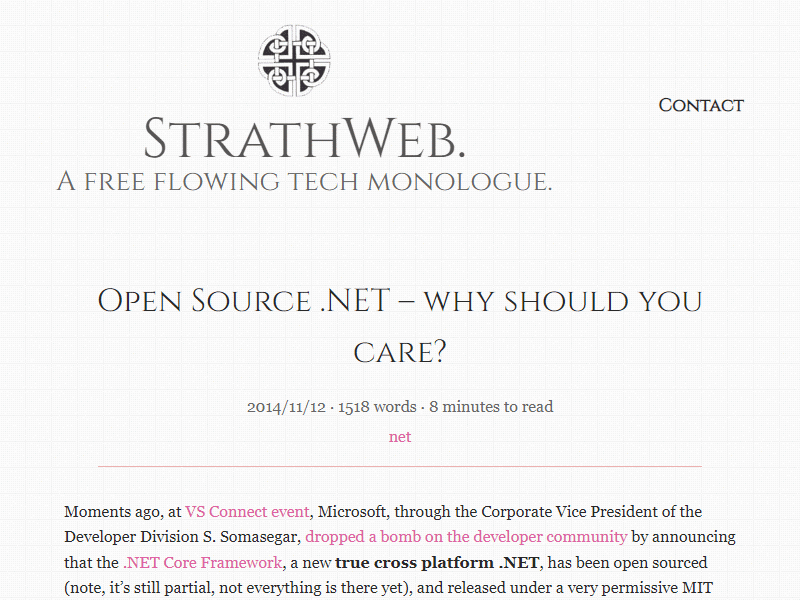 StrathWeb.
A free flowing tech monologue.
Contact
Open Source .NET – why should you
care?
2014/11/12 · 1518 words · 8 minutes to read
net
Moments ago, at VS Connect event, Microsoft, through the Corporate Vice President of the
Developer Division S. Somasegar, dropped a bomb on the developer community by announcing
that the .NET Core Framework, a new true cross platform .NET, has been open sourced
(note, it’s still partial, not everything is there yet), and released under a very permissive MIT